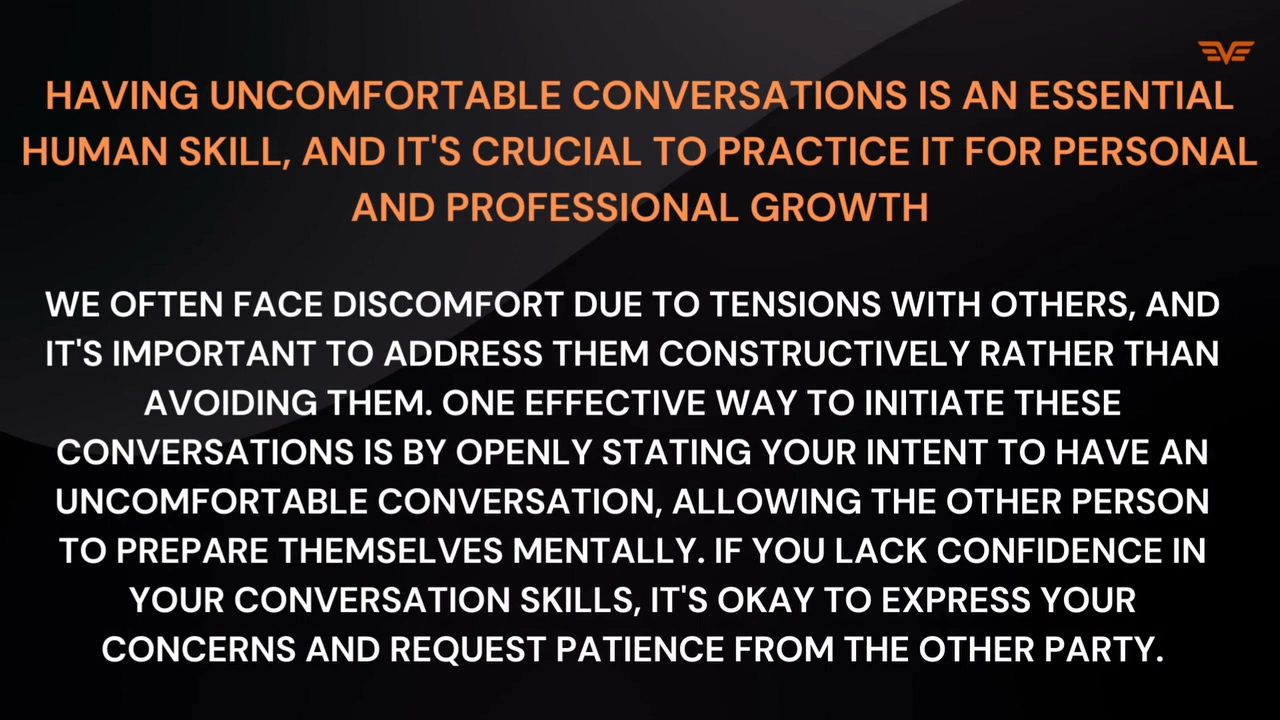 HAVING UNCOMFORTABLE CONVERSATIONS IS AN ESSENTIAL
HUMAN SKILL, AND IT'S CRUCIAL TO PRACTICE IT FOR PERSONAL
AND PROFESSIONAL GROWTH
WE OFTEN FACE DISCOMFORT DUE TO TENSIONS WITH OTHERS, AND
IT'S IMPORTANT TO ADDRESS THEM CONSTRUCTIVELY RATHER THAN
AVOIDING THEM. ONE EFFECTIVE WAY TO INITIATE THESE
CONVERSATIONS IS BY OPENLY STATING YOUR INTENT TO HAVE AN
UNCOMFORTABLE CONVERSATION, ALLOWING THE OTHER PERSON
TO PREPARE THEMSELVES MENTALLY. IF YOU LACK CONFIDENCE IN
YOUR CONVERSATION SKILLS, IT'S OKAY TO EXPRESS YOUR
CONCERNS AND REQUEST PATIENCE FROM THE OTHER PARTY.